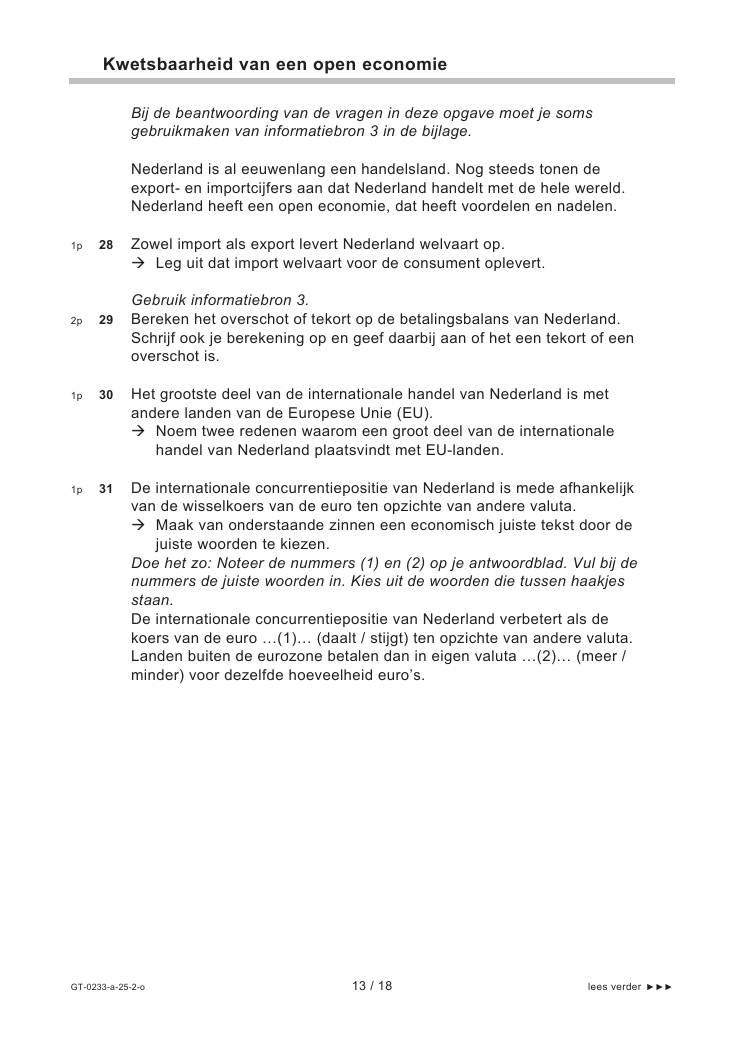 Kwetsbaarheid van een open economie
Bij de beantwoording van de vragen in deze opgave moet je soms
gebruikmaken van informatiebron 3 in de bijlage.
Nederland is al eeuwenlang een handelsland. Nog steeds tonen de
export- en importcijfers aan dat Nederland handelt met de hele wereld.
Nederland heeft een open economie, dat heeft voordelen en nadelen.
1p 28 Zowel import als export levert Nederland welvaart op.
→ Leg uit dat import welvaart voor de consument oplevert.
Gebruik informatiebron 3.
2p 29 Bereken het overschot of tekort op de betalingsbalans van Nederland.
Schrijf ook je berekening op en geef daarbij aan of het een tekort of een
overschot is.
1p 30 Het grootste deel van de internationale handel van Nederland is met
andere landen van de Europese Unie (EU).
→ Noem twee redenen waarom een groot deel van de internationale
handel van Nederland plaatsvindt met EU-landen.
1p 31 De internationale concurrentiepositie van Nederland is mede afhankelijk
van de wisselkoers van de euro ten opzichte van andere valuta.
→ Maak van onderstaande zinnen een economisch juiste tekst door de
juiste woorden te kiezen.
Doe het zo: Noteer de nummers (1) en (2) op je antwoordblad. Vul bij de
nummers de juiste woorden in. Kies uit de woorden die tussen haakjes
staan.
De internationale concurrentiepositie van Nederland verbetert als de
koers van de euro …(1)… (daalt / stijgt) ten opzichte van andere valuta.
Landen buiten de eurozone betalen dan in eigen valuta …(2)… (meer /
minder) voor dezelfde hoeveelheid euro’s.
GT-0233-a-25-2-o 13 / 18 lees verder ►►►